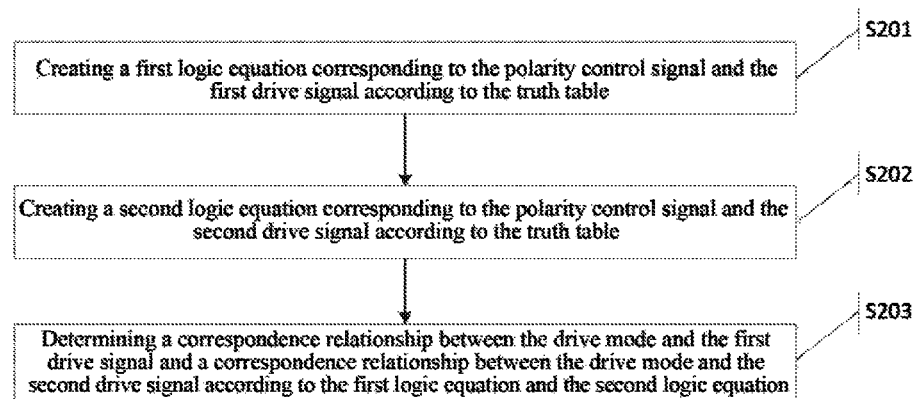 S201
Creating a first logic equation corresponding to the polarity control signal and the
first drive signal according to the truth table
S202
Creating a second logic equation corresponding to the polarity control signal and the
second drive signal according to the truth table
S203
Determining a correspondence relationship between the drive mode and the first
drive signal and a correspondence relationship between the drive mode and the
second drive signal according to the first logic equation and the second logic equation